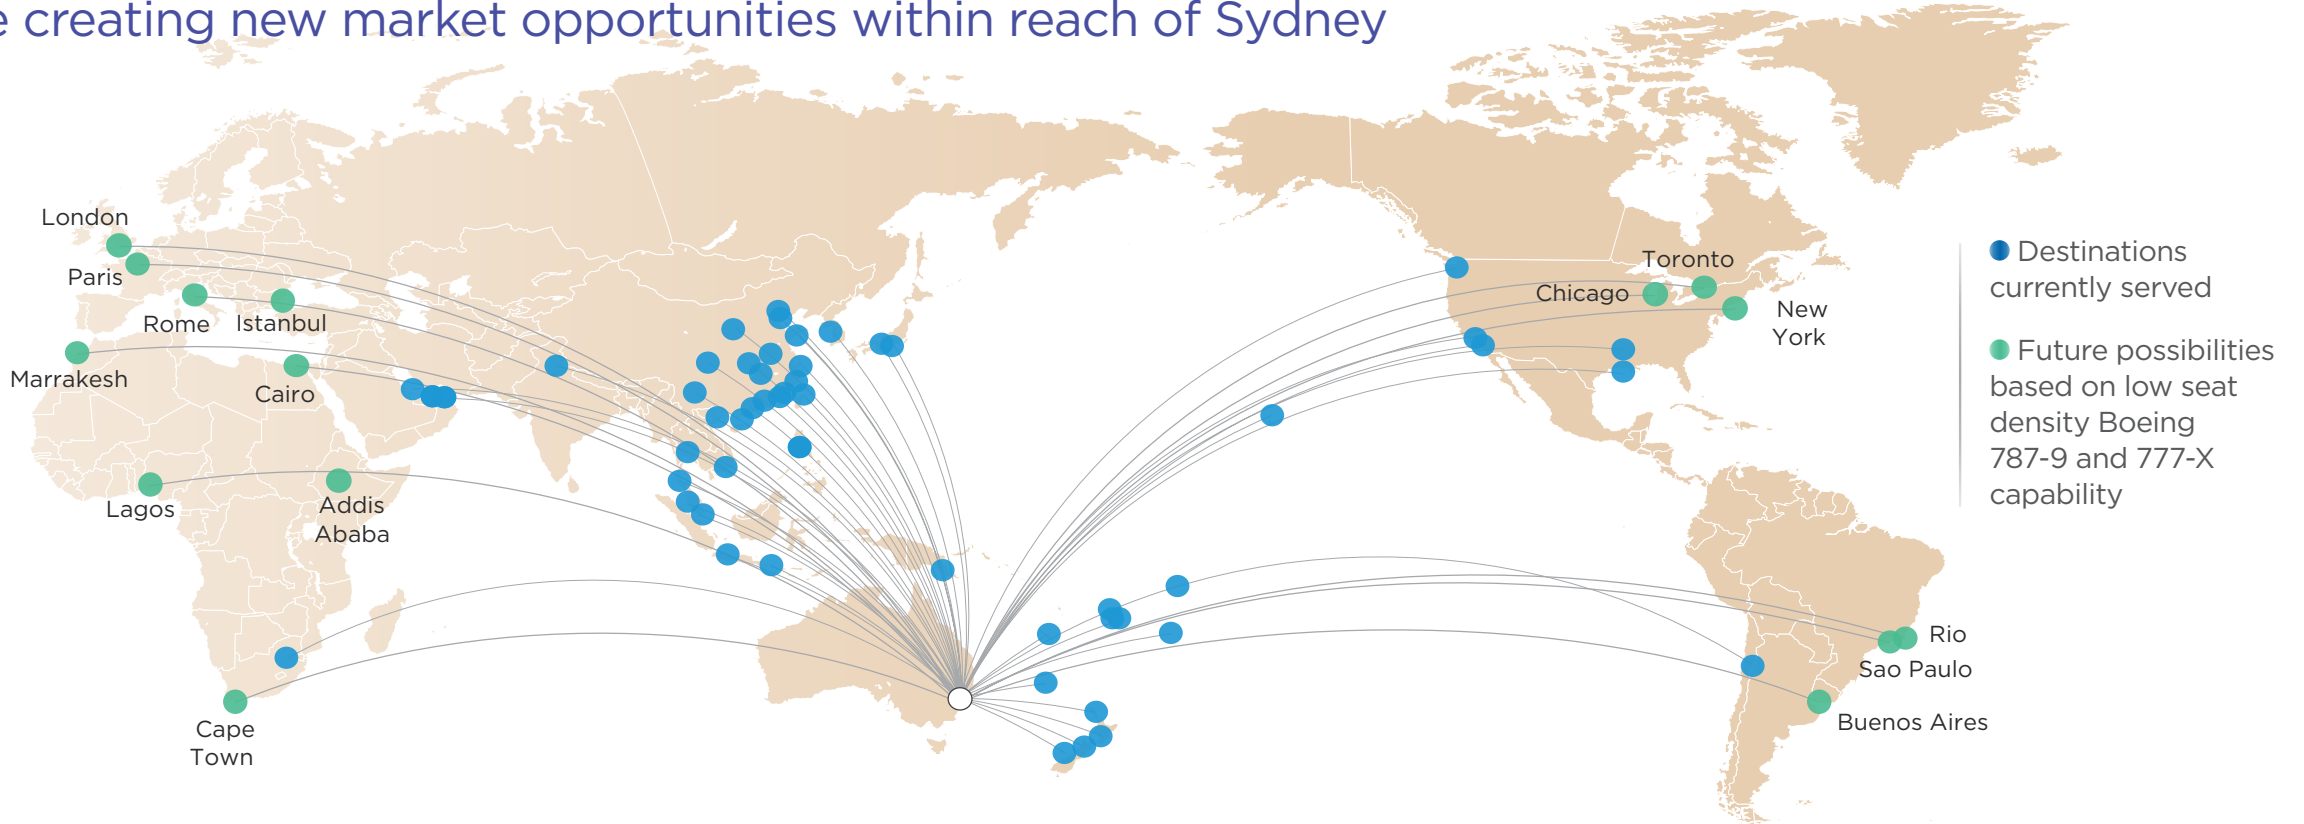 creating new market opportunities within reach of Sydney
London
Paris
Rome
Istanbul
Marrakesh
Cairo
Lagos
Addis
Ababa
Cape
Town
Toronto
Chicago
New
York
Rio
Sao Paulo
Buenos Aires
Destinations
currently served
Future possibilities
based on low seat
density Boeing
787-9 and 777-X
capability